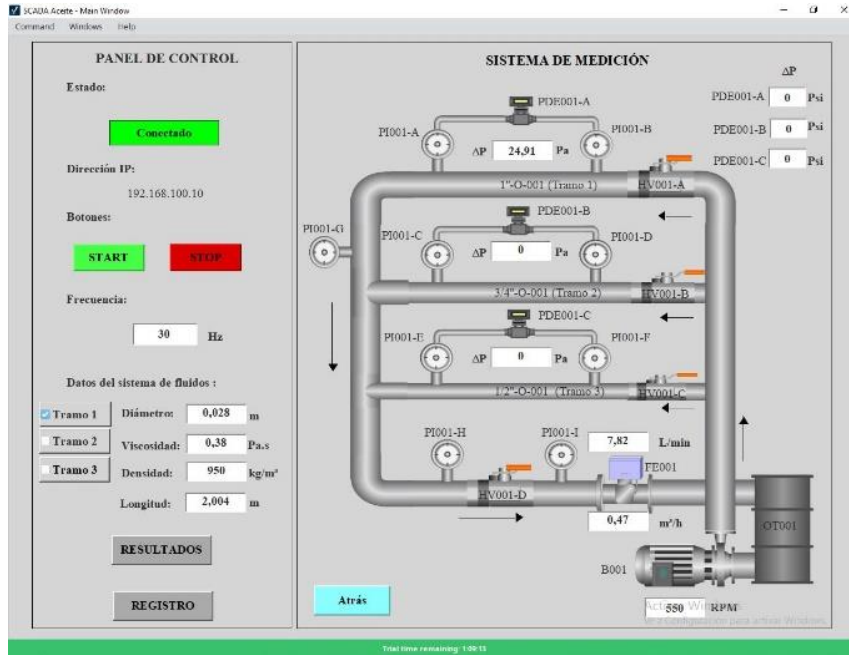 SCADA Aceite - Main Window
Command Windows Help
PANEL DE CONTROL
Estado:
Conectado
Dirección IP:
192.168.100.10
Botones:
START STOP
Frecuencia:
30 Hz
Datos del sistema de fluidos :
Tramo 1 Diámetro: 0,028 m
Tramo 2 Viscosidad: 0,38 Pa.s
Tramo 3 Densidad: 950 kg/m³
Longitud: 2,004 m
RESULTADOS
REGISTRO
SISTEMA DE MEDICIÓN
ΔP
PDE001-A 0 Psi
PDE001-B 0 Psi
PDE001-C 0 Psi
PDE001-A
PI001-A PI001-B
ΔP 24,91 Pa
1"-O-001 (Tramo 1) HV001-A
PDE001-B
PI001-G PI001-C PI001-D
ΔP 0 Pa
3/4"-O-001 (Tramo 2) HV001-B
PDE001-C
PI001-E PI001-F
ΔP 0 Pa
1/2"-O-001 (Tramo 3) HV001-C
PI001-H PI001-I 7,82 L/min
FE001
HV001-D
0,47 m³/h
OT001
B001
Atrás
550 RPM
Configuración para activar Windows.
Trial time remaining: 1:09:13